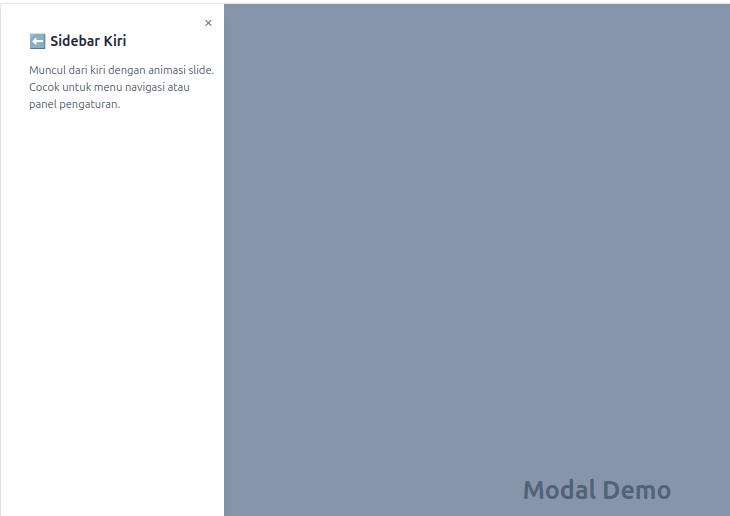 ×
⬅️ Sidebar Kiri
Muncul dari kiri dengan animasi slide.
Cocok untuk menu navigasi atau
panel pengaturan.
Modal Demo